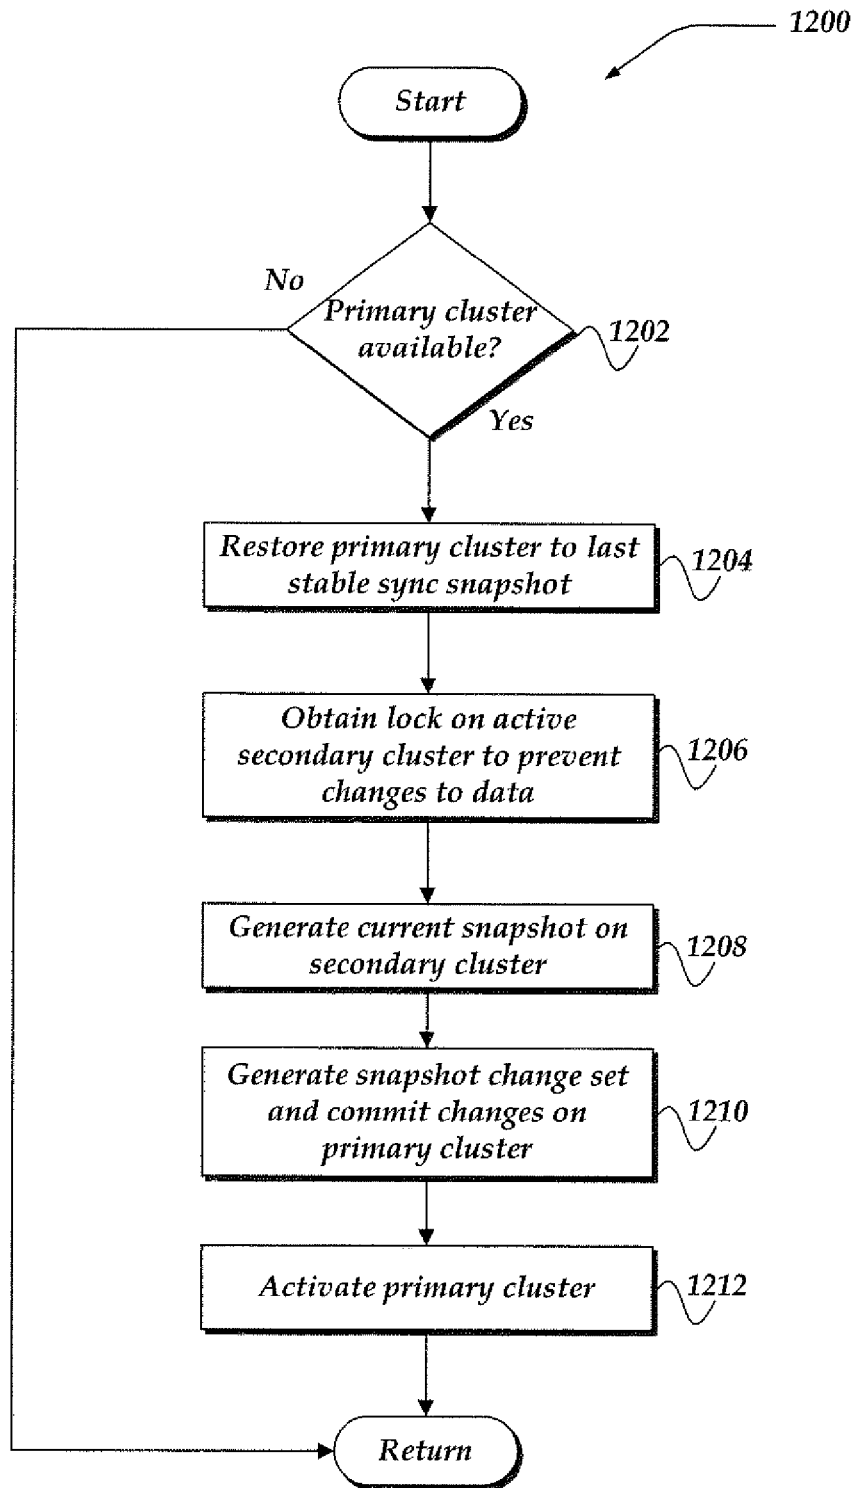 1200
Start
No
Primary cluster
available?
1202
Yes
Restore primary cluster to last
stable sync snapshot
1204
Obtain lock on active
secondary cluster to prevent
changes to data
1206
Generate current snapshot on
secondary cluster
1208
Generate snapshot change set
and commit changes on
primary cluster
1210
Activate primary cluster
1212
Return